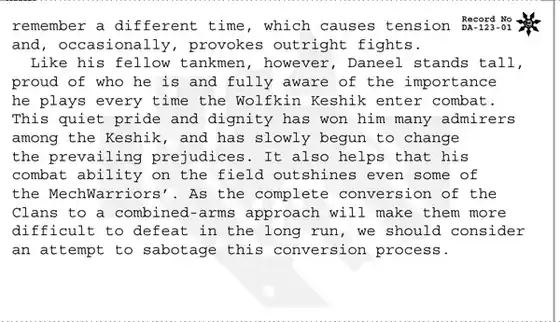 remember a different time, which causes tension
Record No
DA-123-01
and, occasionally, provokes outright fights.
Like his fellow tankmen, however, Daneel stands tall,
proud of who he is and fully aware of the importance
he plays every time the Wolfkin Keshik enter combat.
This quiet pride and dignity has won him many admirers
among the Keshik, and has slowly begun to change
the prevailing prejudices. It also helps that his
combat ability on the field outshines even some of
the MechWarriors’. As the complete conversion of the
Clans to a combined-arms approach will make them more
difficult to defeat in the long run, we should consider
an attempt to sabotage this conversion process.